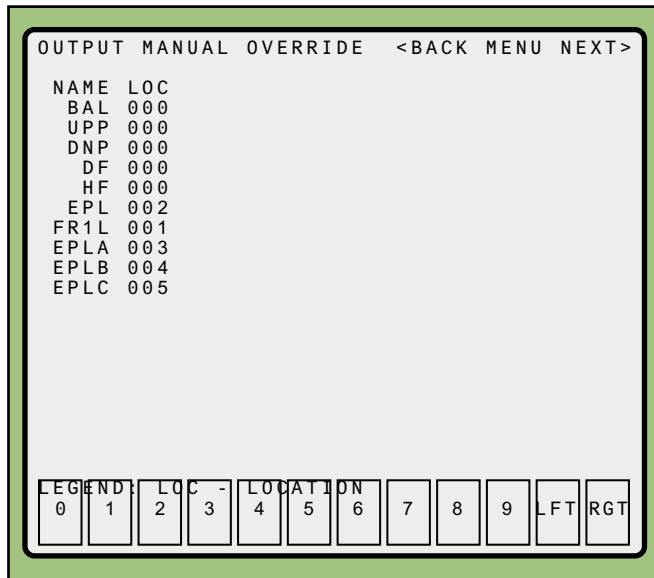 OUTPUT MANUAL OVERRIDE <BACK MENU NEXT>
NAME LOC
BAL 000
UPP 000
DNP 000
DF 000
HF 000
EPL 002
FR1L 001
EPLA 003
EPLB 004
EPLC 005
LEGEND: LOC - LOCATION
0 1 2 3 4 5 6 7 8 9 LFT RGT